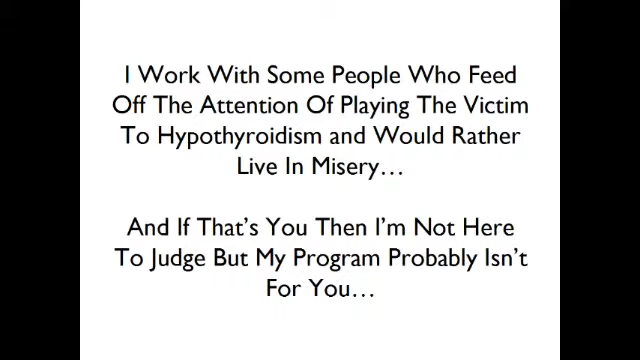 I Work With Some People Who Feed
Off The Attention Of Playing The Victim
To Hypothyroidism and Would Rather
Live In Misery…
And If That’s You Then I’m Not Here
To Judge But My Program Probably Isn’t
For You…